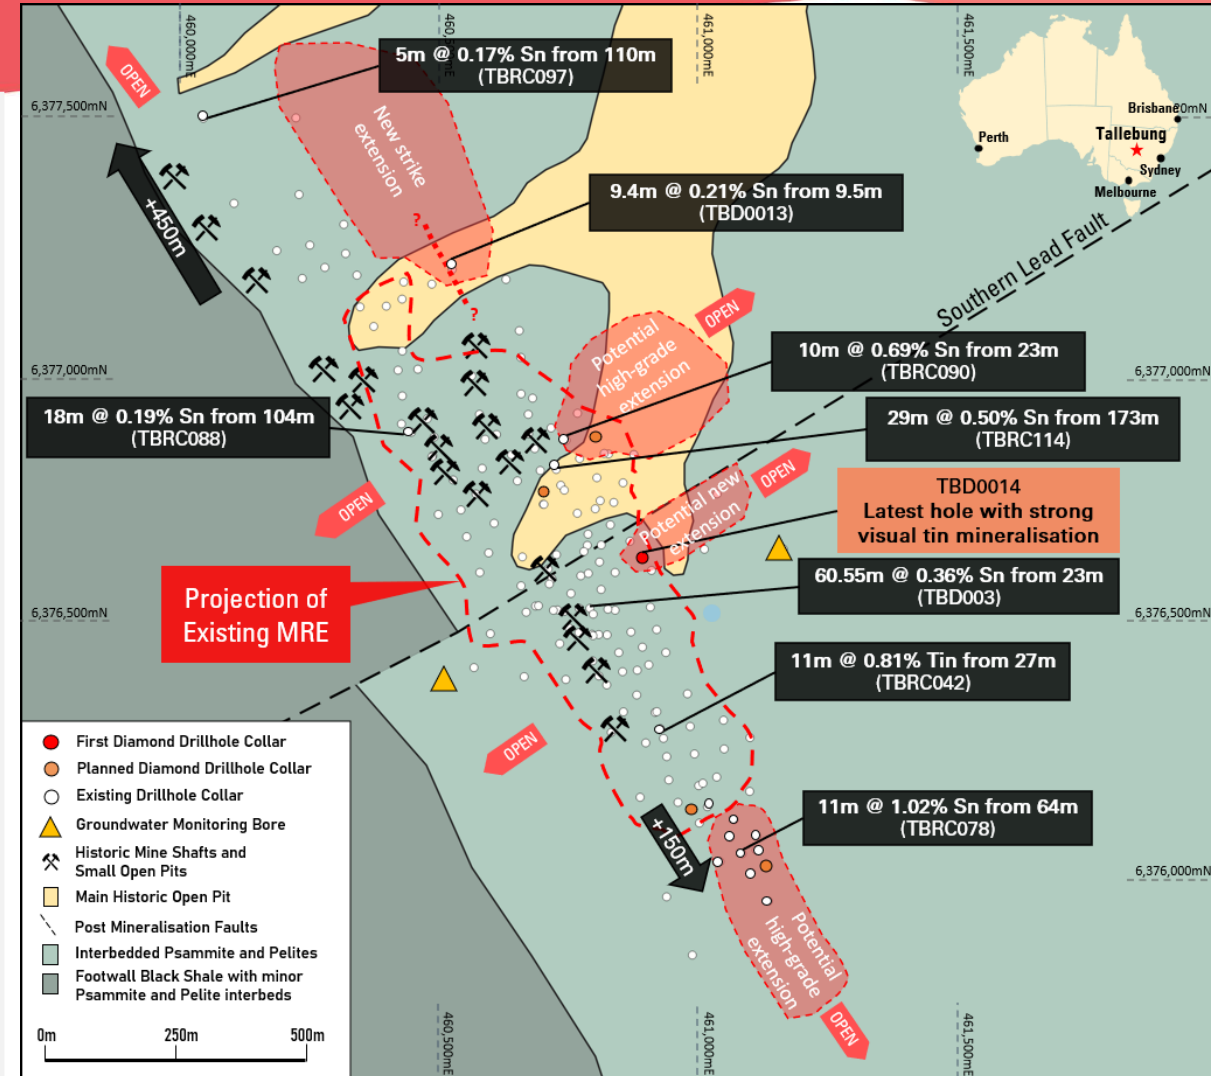 460,000mE
460,5
461,000mE
461,500mE
OPEN
5m @ 0.17% Sn from 110m
(TBRC097)
6,377,500mN
New strike
extension
Brisbane
20mN
Perth
Tallebung
Sydney
Melbourne
+450m
9.4m @ 0.21% Sn from 9.5m
(TBD0013)
?
?
Southern Lead Fault
OPEN
Potential
high-grade
extension
10m @ 0.69% Sn from 23m
(TBRC090)
6,377,000mN
6,377,000mN
18m @ 0.19% Sn from 104m
(TBRC088)
29m @ 0.50% Sn from 173m
(TBRC114)
OPEN
OPEN
Potential new
extension
TBD0014
Latest hole with strong
visual tin mineralisation
Projection of
Existing MRE
60.55m @ 0.36% Sn from 23m
(TBD003)
6,376,500mN
6,376,500mN
11m @ 0.81% Tin from 27m
(TBRC042)
OPEN
+150m
11m @ 1.02% Sn from 64m
(TBRC078)
6,376,000mN
Potential
high-grade
extension
OPEN
First Diamond Drillhole Collar
Planned Diamond Drillhole Collar
Existing Drillhole Collar
Groundwater Monitoring Bore
Historic Mine Shafts and
Small Open Pits
Main Historic Open Pit
Post Mineralisation Faults
Interbedded Psammite and Pelites
Footwall Black Shale with minor
Psammite and Pelite interbeds
0m 250m 500m
460,500mE
461,000mE
461,500mE